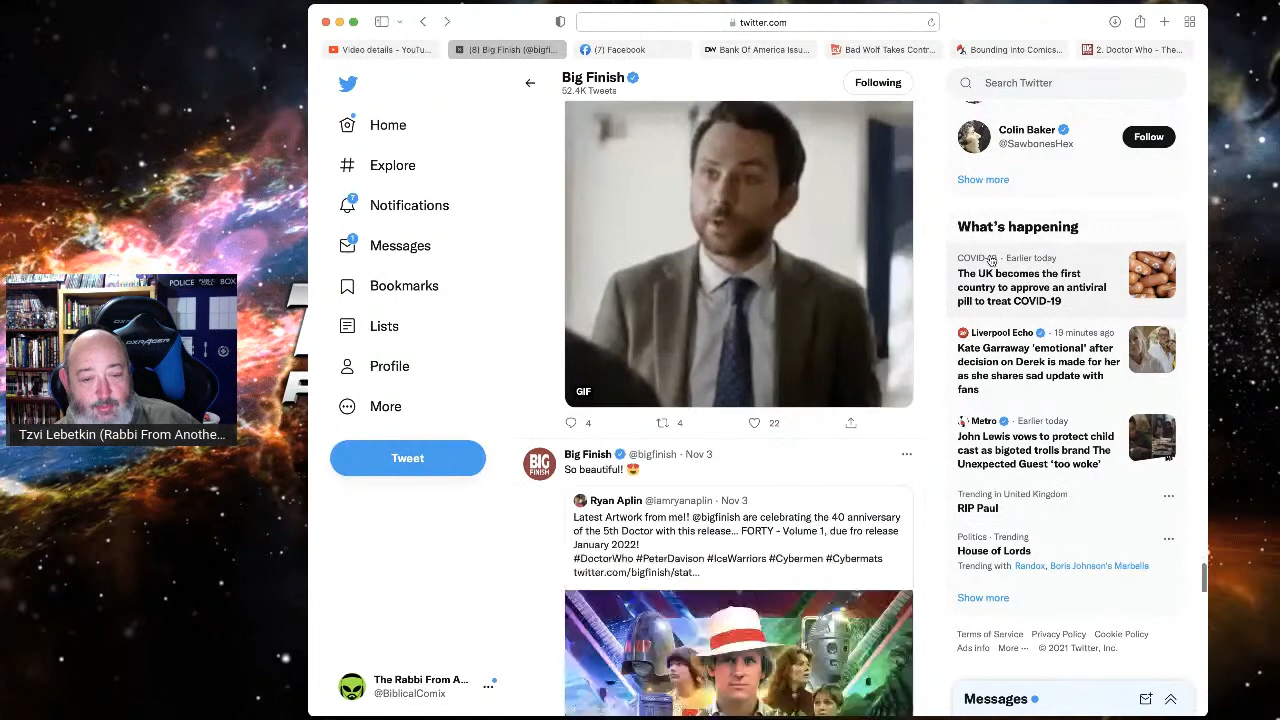 twitter.com
Video details - YouTu...
(8) Big Finish (@bigfi...
(7) Facebook
DW Bank Of America Issu...
Bad Wolf Takes Contr...
Bounding Into Comics...
2. Doctor Who - The...
Big Finish
52.4K Tweets
Following
Search Twitter
Home
Explore
7
Notifications
1
Messages
Bookmarks
Lists
Profile
More
Tweet
The Rabbi From A...
@BiblicalComix
POLICE
BOX
DXRACER
Tzvi Lebetkin (Rabbi From Anothe...
GIF
4
4
22
BIG
FINISH
Big Finish @bigfinish · Nov 3
So beautiful!
Ryan Aplin @iamryanaplin · Nov 3
Latest Artwork from me!! @bigfinish are celebrating the 40 anniversary
of the 5th Doctor with this release... FORTY - Volume 1, due fro release
January 2022!
#DoctorWho #PeterDavison #IceWarriors #Cybermen #Cybermats
twitter.com/bigfinish/stat...
Colin Baker
@SawbonesHex
Follow
Show more
What's happening
· Earlier today
The UK becomes the first
country to approve an antiviral
pill to treat COVID-19
Liverpool Echo · 19 minutes ago
Kate Garraway 'emotional' after
decision on Derek is made for her
as she shares sad update with
fans
Metro · Earlier today
John Lewis vows to protect child
cast as bigoted trolls brand The
Unexpected Guest 'too woke'
Trending in United Kingdom
RIP Paul
Politics · Trending
House of Lords
Trending with Randox, Boris Johnson's Marbella
Show more
Terms of Service Privacy Policy Cookie Policy
Ads info More ··· © 2021 Twitter, Inc.
Messages